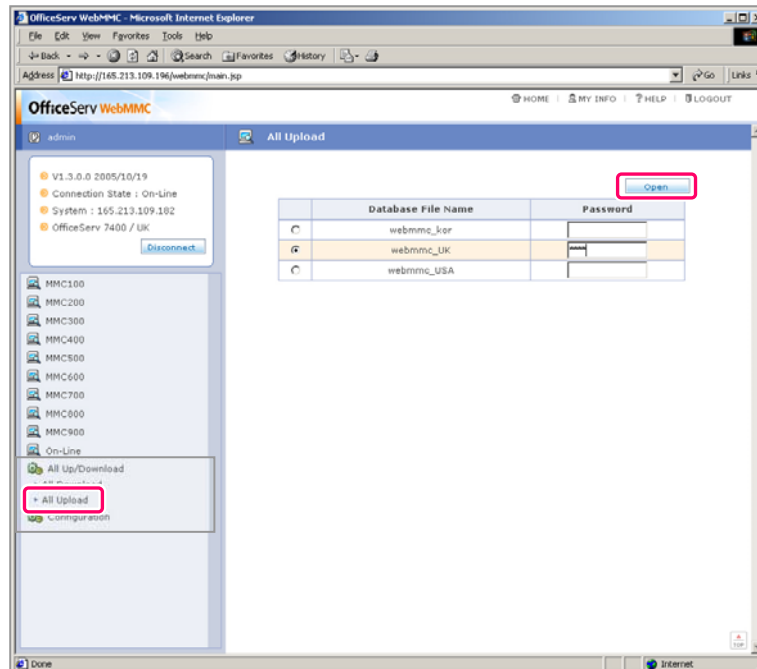 OfficeServ WebMMC - Microsoft Internet Explorer
File Edit View Favorites Tools Help
Back Search Favorites History
Address http://165.213.109.196/webmmc/main.jsp Go Links
OfficeServ WebMMC
HOME | MY INFO | ? HELP | LOGOUT
admin
All Upload
V1.3.0.0 2005/10/19
Connection State : On-Line
System : 165.213.109.182
OfficeServ 7400 / UK
Disconnect
Open
Database File Name Password
webmmc_kor
webmmc_UK ****
webmmc_USA
MMC100
MMC200
MMC300
MMC400
MMC500
MMC600
MMC700
MMC800
MMC900
On-Line
All Up/Download
All Download
All Upload
Configuration
TOP
Done
Internet